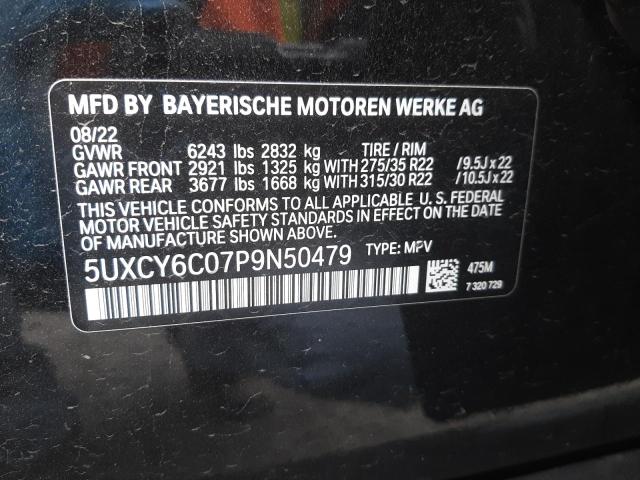 MFD BY BAYERISCHE MOTOREN WERKE AG
08/22
GVWR 6243 lbs 2832 kg TIRE / RIM
GAWR FRONT 2921 lbs 1325 kg WITH 275/35 R22 /9.5J x 22
GAWR REAR 3677 lbs 1668 kg WITH 315/30 R22 /10.5J x 22
THIS VEHICLE CONFORMS TO ALL APPLICABLE U. S. FEDERAL
MOTOR VEHICLE SAFETY STANDARDS IN EFFECT ON THE DATE
OF MANUFACTURE SHOWN ABOVE.
5UXCY6C07P9N50479 TYPE: MPV
475M
7 320 729